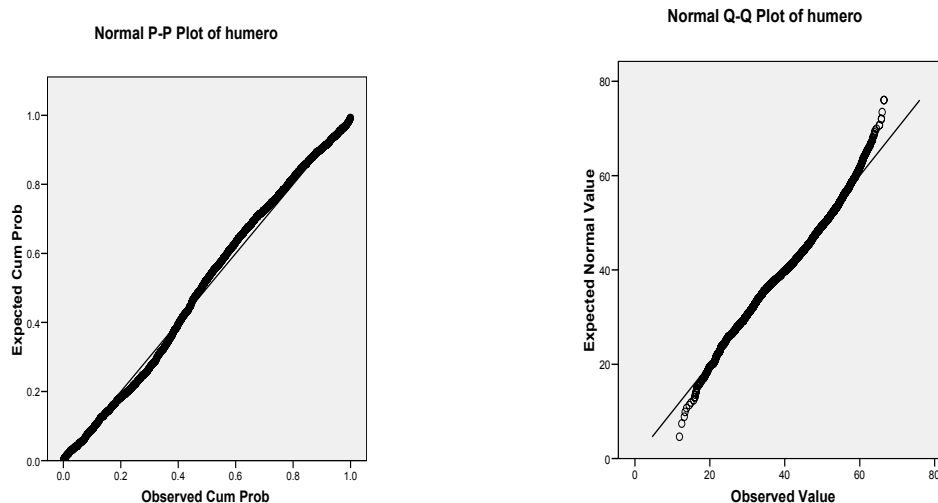 Normal P-P Plot of humero
1.0
0.8
0.6
0.4
0.2
0.0
Expected Cum Prob
0.0 0.2 0.4 0.6 0.8 1.0
Observed Cum Prob
Normal Q-Q Plot of humero
80
60
40
20
0
Expected Normal Value
0 20 40 60 80
Observed Value